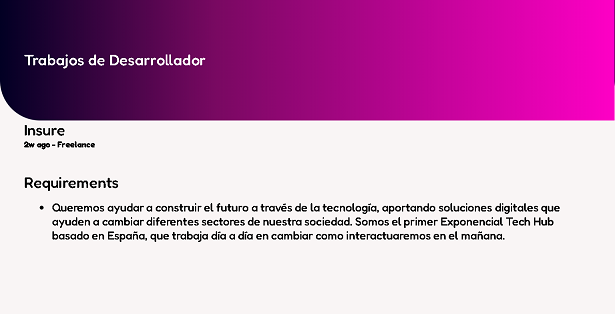 Trabajos de Desarrollador
Insure
2w ago - Freelance
Requirements
• Queremos ayudar a construir el futuro a través de la tecnología, aportando soluciones digitales que
ayuden a cambiar diferentes sectores de nuestra sociedad. Somos el primer Exponencial Tech Hub
basado en España, que trabaja día a día en cambiar como interactuaremos en el mañana.